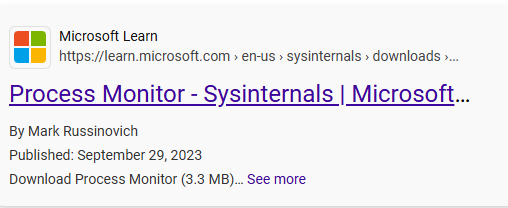 Microsoft Learn
https://learn.microsoft.com › en-us › sysinternals › downloads ›...
Process Monitor - Sysinternals | Microsoft...
By Mark Russinovich
Published: September 29, 2023
Download Process Monitor (3.3 MB)... See more